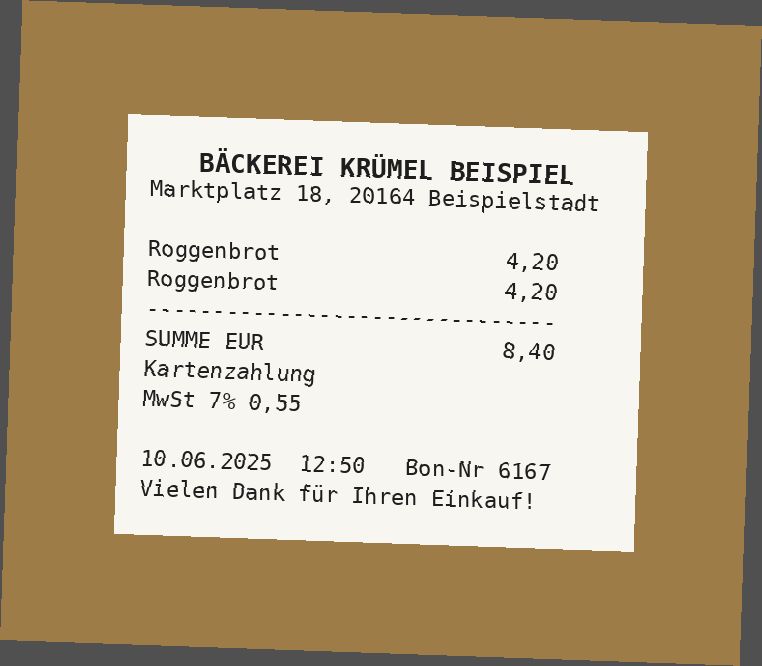 BÄCKEREI KRÜMEL BEISPIEL
Marktplatz 18, 20164 Beispielstadt
Roggenbrot 4,20
Roggenbrot 4,20
-------------------------------
SUMME EUR 8,40
Kartenzahlung
MwSt 7% 0,55
10.06.2025 12:50 Bon-Nr 6167
Vielen Dank für Ihren Einkauf!